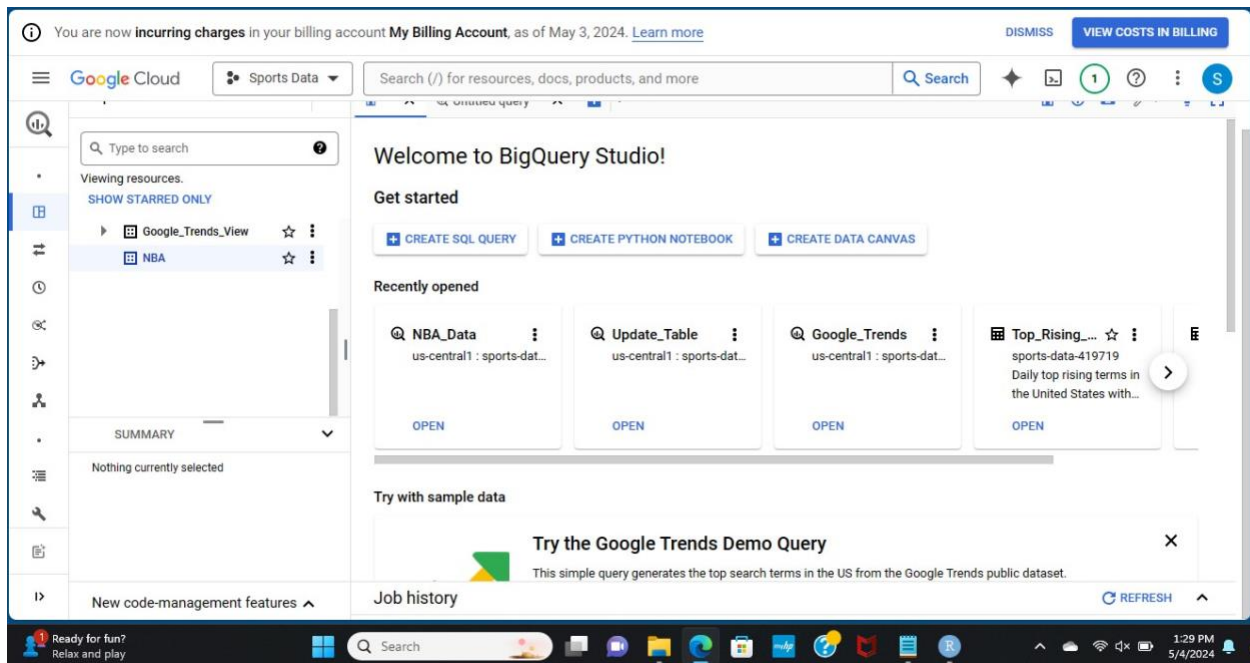 You are now incurring charges in your billing account My Billing Account, as of May 3, 2024. Learn more
DISMISS
VIEW COSTS IN BILLING
Google Cloud
Sports Data
Search (/) for resources, docs, products, and more
Search
1
S
Untitled query
Type to search
Viewing resources.
SHOW STARRED ONLY
Google_Trends_View
NBA
SUMMARY
Nothing currently selected
New code-management features
Welcome to BigQuery Studio!
Get started
CREATE SQL QUERY
CREATE PYTHON NOTEBOOK
CREATE DATA CANVAS
Recently opened
NBA_Data
us-central1 : sports-dat...
OPEN
Update_Table
us-central1 : sports-dat...
OPEN
Google_Trends
us-central1 : sports-dat...
OPEN
Top_Rising_...
sports-data-419719
Daily top rising terms in
the United States with...
OPEN
Try with sample data
Try the Google Trends Demo Query
This simple query generates the top search terms in the US from the Google Trends public dataset.
Job history
REFRESH
1
Ready for fun?
Relax and play
Search
R
1:29 PM
5/4/2024